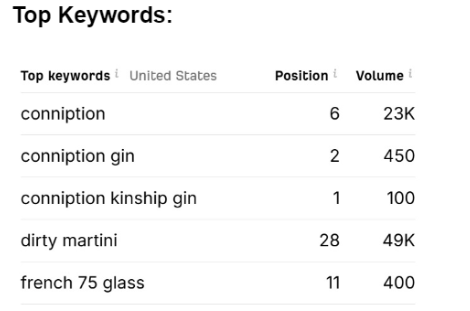 Top Keywords:
Top keywords i United States Position i Volume i
conniption 6 23K
conniption gin 2 450
conniption kinship gin 1 100
dirty martini 28 49K
french 75 glass 11 400